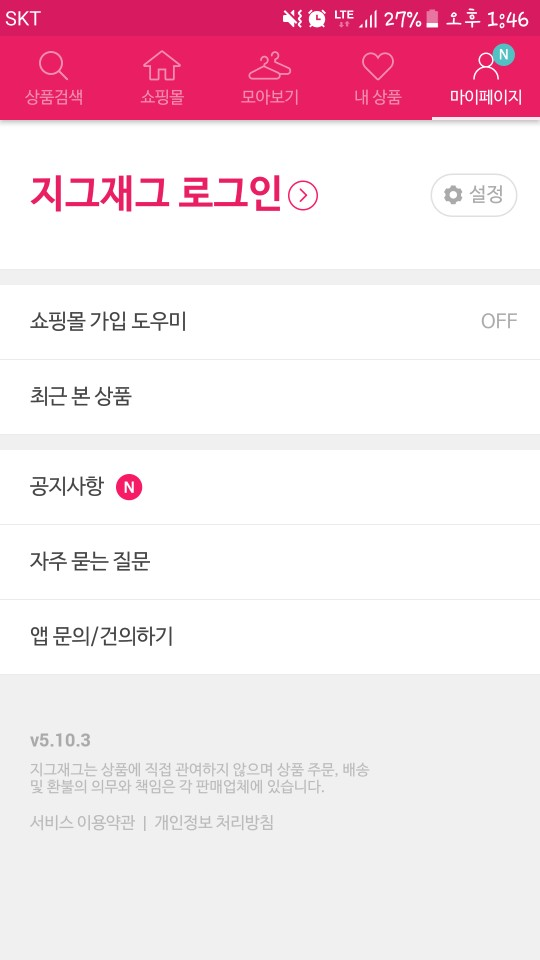 SKT LTE 27% 오후 1:46
N
상품검색 쇼핑몰 모아보기 내 상품 마이페이지
지그재그 로그인 설정
쇼핑몰 가입 도우미 OFF
최근 본 상품
공지사항 N
자주 묻는 질문
앱 문의/건의하기
v5.10.3
지그재그는 상품에 직접 관여하지 않으며 상품 주문, 배송
및 환불의 의무와 책임은 각 판매업체에 있습니다.
서비스 이용약관 | 개인정보 처리방침